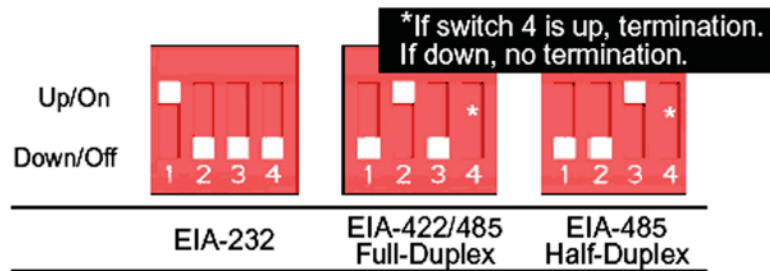 *If switch 4 is up, termination.
If down, no termination.
Up/On
Down/Off
1 2 3 4
1 2 3 4
1 2 3 4
*
*
EIA-232
EIA-422/485
Full-Duplex
EIA-485
Half-Duplex